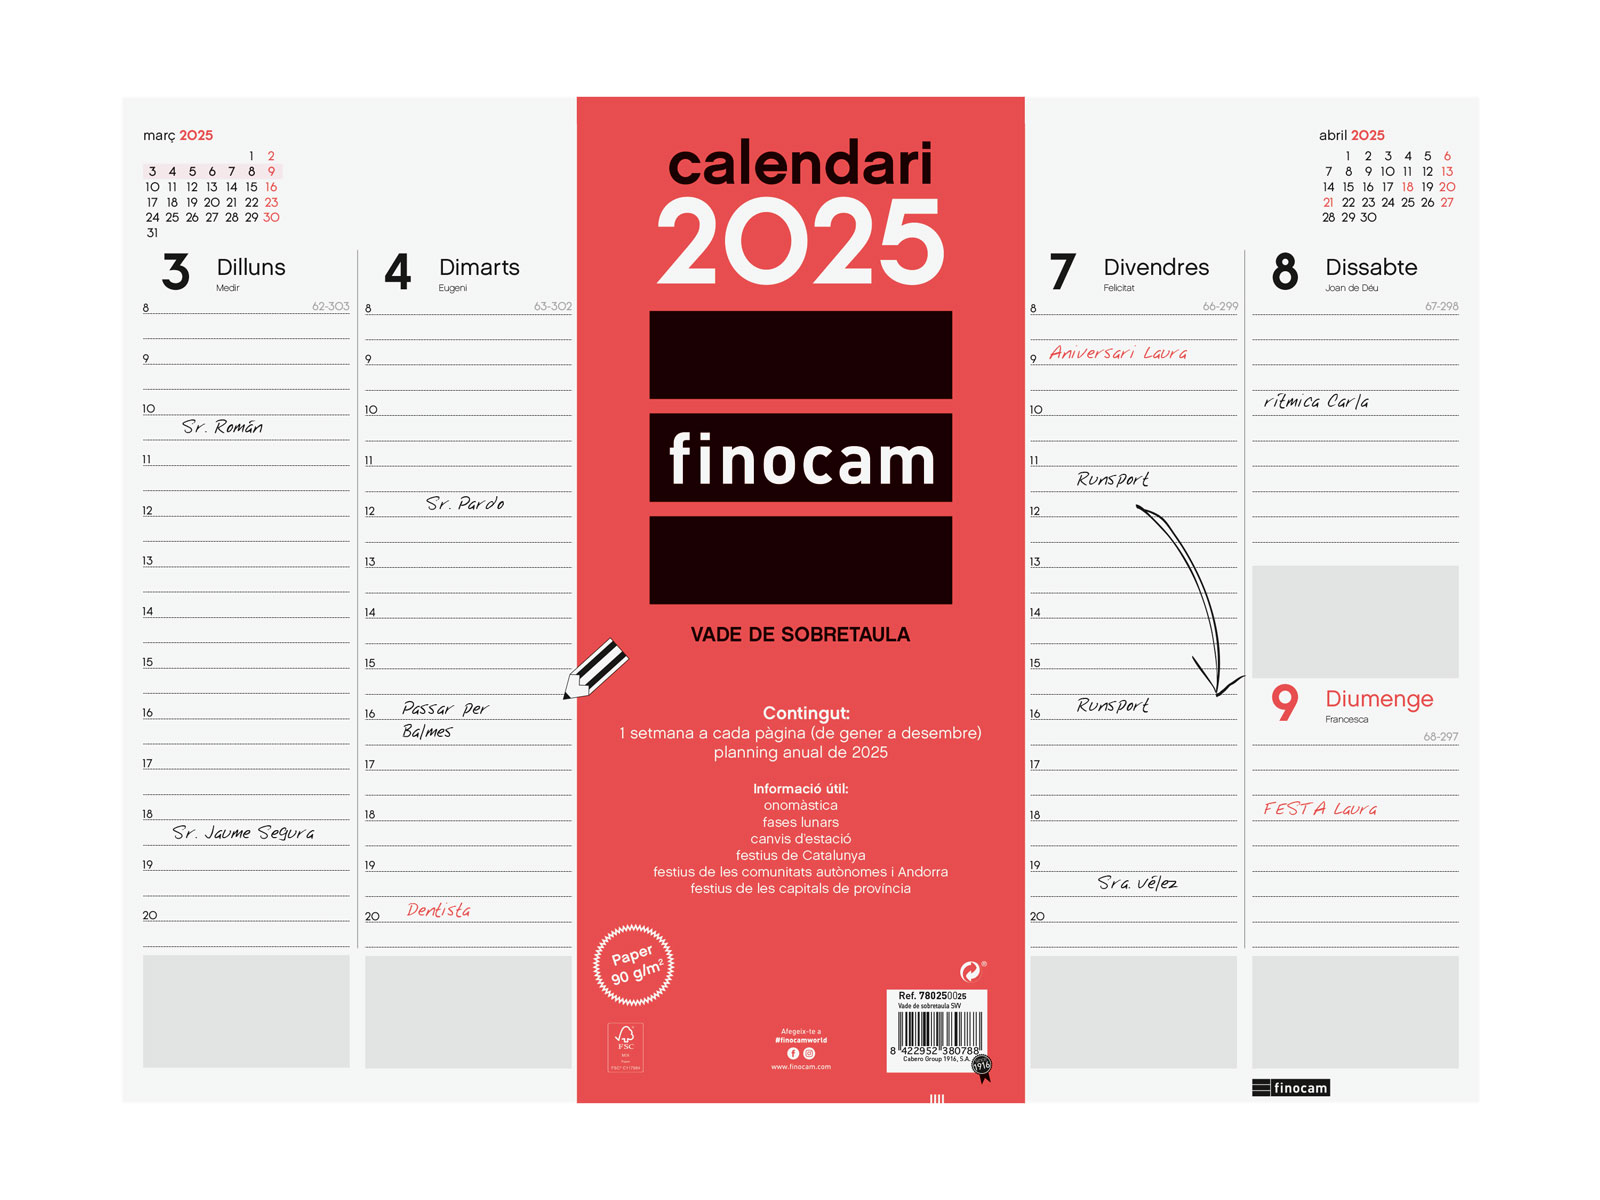 març 2025
1 2
3 4 5 6 7 8 9
10 11 12 13 14 15 16
17 18 19 20 21 22 23
24 25 26 27 28 29 30
31
3 Dilluns
Medir
62-303
8
9
10
Sr. Román
11
12
13
14
15
16
17
18
Sr. Jaume Segura
19
20
4 Dimarts
Eugeni
63-302
8
9
10
11
Sr. Pardo
12
13
14
15
16 Passar per
Balmes
17
18
19
20 Dentista
calendari
2025
finocam
VADE DE SOBRETAULA
Contingut:
1 setmana a cada pàgina (de gener a desembre)
planning anual de 2025
Informació útil:
onomàstica
fases lunars
canvis d'estació
festius de Catalunya
festius de les comunitats autònomes i Andorra
festius de les capitals de província
Paper
90 g/m²
FSC
Afegeix-te a
#finocamworld
www.finocam.com
®
Ref. 780250025
Vade de sobretaula SW
8 422952 380788
Cabero Group 1916, S.A.
1916
7 Divendres
Felicitat
66-299
8
9 Aniversari Laura
10
11
Runsport
12
13
14
15
16 Runsport
17
18
19
Sra. Vélez
20
abril 2025
1 2 3 4 5 6
7 8 9 10 11 12 13
14 15 16 17 18 19 20
21 22 23 24 25 26 27
28 29 30
8 Dissabte
Joan de Déu
67-298
rítmica Carla
9 Diumenge
Francesca
68-297
FESTA Laura
finocam